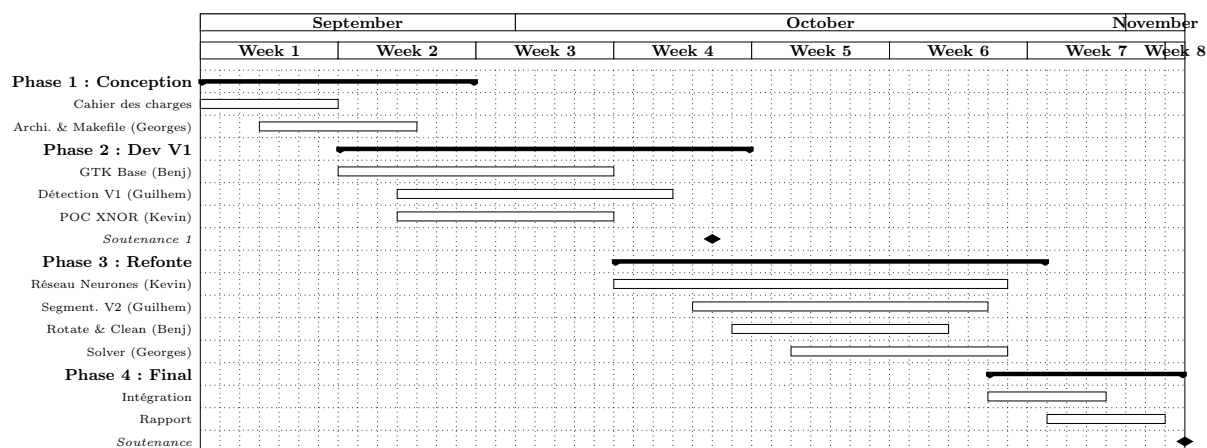 September October November
Week 1 Week 2 Week 3 Week 4 Week 5 Week 6 Week 7 Week 8
Phase 1 : Conception
Cahier des charges
Archi. & Makefile (Georges)
Phase 2 : Dev V1
GTK Base (Benj)
Détection V1 (Guilhem)
POC XNOR (Kevin)
Soutenance 1
Phase 3 : Refonte
Réseau Neurones (Kevin)
Segment. V2 (Guilhem)
Rotate & Clean (Benj)
Solver (Georges)
Phase 4 : Final
Intégration
Rapport
Soutenance